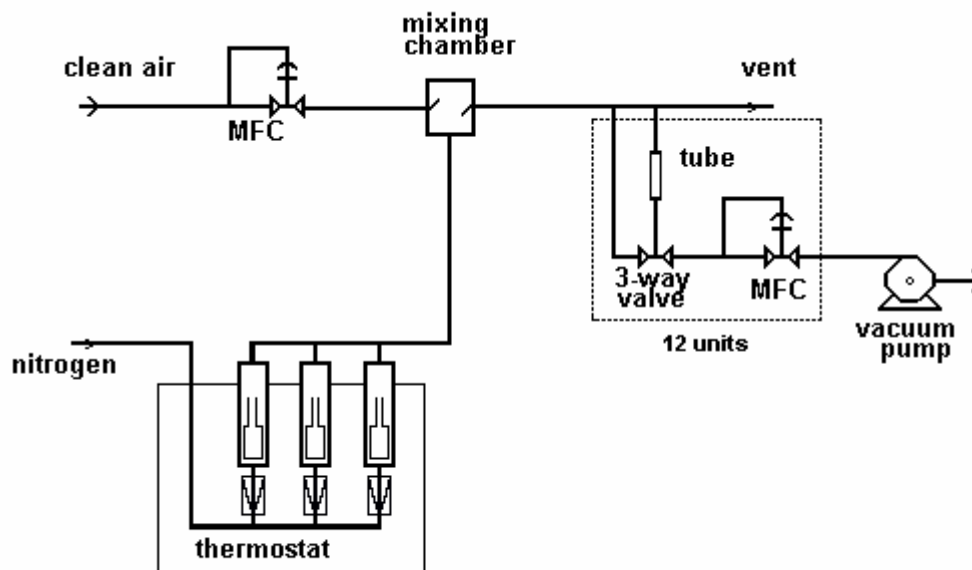 mixing
chamber
clean air
vent
MFC
tube
3-way
valve
MFC
12 units
vacuum
pump
nitrogen
thermostat